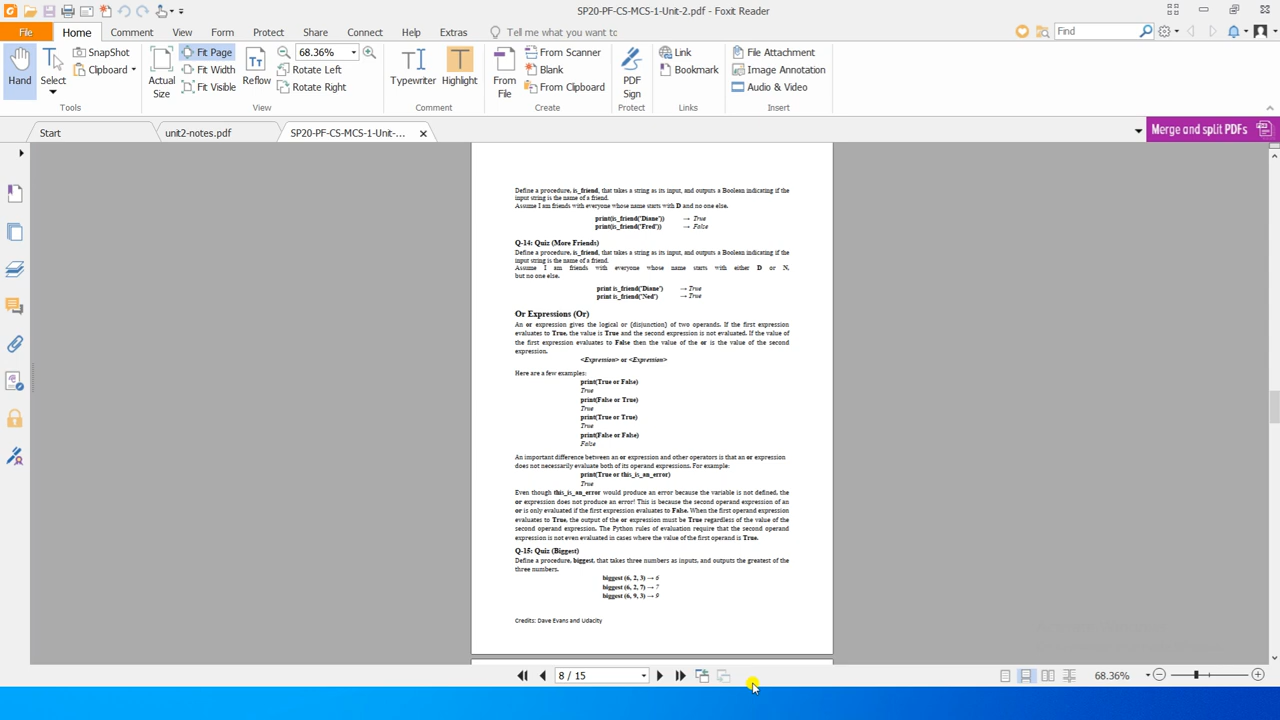 SP20-PF-CS-MCS-1-Unit-2.pdf - Foxit Reader
File Home Comment View Form Protect Share Connect Help Extras Tell me what you want to Find
Hand
Select
SnapShot
Clipboard
Actual Size
Fit Page
Fit Width
Fit Visible
Reflow
68.36%
Rotate Left
Rotate Right
Typewriter
Highlight
From File
From Scanner
Blank
From Clipboard
PDF Sign
Link
Bookmark
File Attachment
Image Annotation
Audio & Video
Tools View Comment Create Protect Links Insert
Start unit2-notes.pdf SP20-PF-CS-MCS-1-Unit-... Merge and split PDFs
Define a procedure, is_friend, that takes a string as its input, and outputs a Boolean indicating if the
input string is the name of a friend.
Assume I am friends with everyone whose name starts with D and no one else.
print(is_friend('Diane')) → True
print(is_friend('Fred')) → False
Q-14: Quiz (More Friends)
Define a procedure, is_friend, that takes a string as its input, and outputs a Boolean indicating if the
input string is the name of a friend.
Assume I am friends with everyone whose name starts with either D or N,
but no one else.
print is_friend('Diane') → True
print is_friend('Ned') → True
Or Expressions (Or)
An or expression gives the logical or (disjunction) of two operands. If the first expression
evaluates to True, the value is True and the second expression is not evaluated. If the value of
the first expression evaluates to False then the value of the or is the value of the second
expression.
<Expression> or <Expression>
Here are a few examples:
print(True or False)
True
print(False or True)
True
print(True or True)
True
print(False or False)
False
An important difference between an or expression and other operators is that an or expression
does not necessarily evaluate both of its operand expressions. For example:
print(True or this_is_an_error)
True
Even though this_is_an_error would produce an error because the variable is not defined, the
or expression does not produce an error! This is because the second operand expression of an
or is only evaluated if the first expression evaluates to False. When the first operand expression
evaluates to True, the output of the or expression must be True regardless of the value of the
second operand expression. The Python rules of evaluation require that the second operand
expression is not even evaluated in cases where the value of the first operand is True.
Q-15: Quiz (Biggest)
Define a procedure, biggest, that takes three numbers as inputs, and outputs the greatest of the
three numbers.
biggest (6, 2, 3) → 6
biggest (6, 2, 7) → 7
biggest (6, 9, 3) → 9
Credits: Dave Evans and Udacity
8 / 15 68.36%